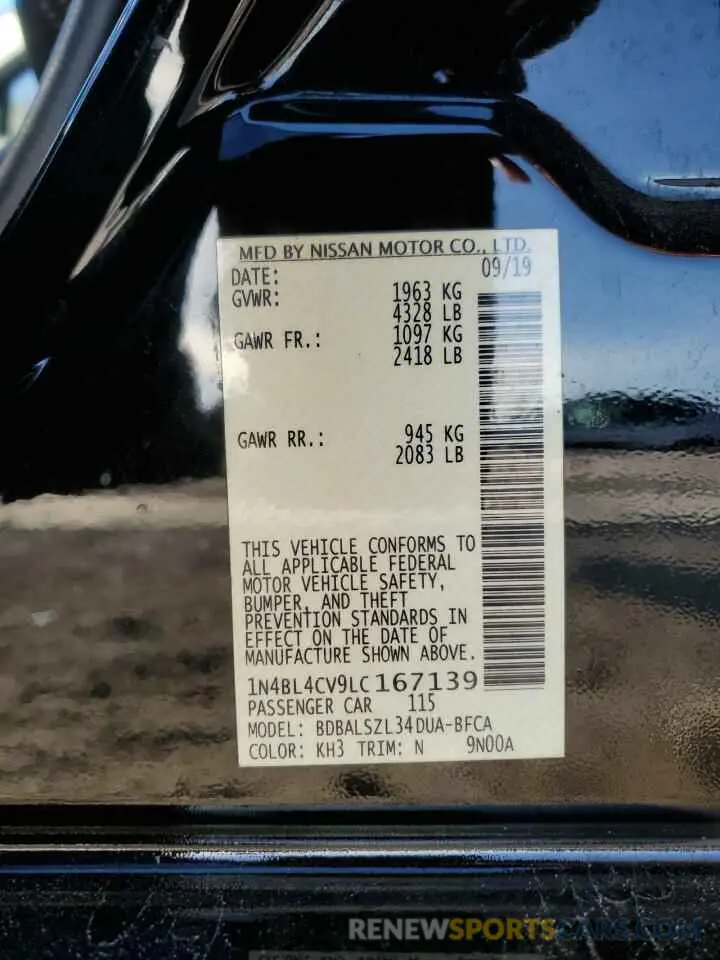 MFD BY NISSAN MOTOR CO., LTD.
DATE: 09/19
GVWR: 1963 KG
4328 LB
GAWR FR.: 1097 KG
2418 LB
GAWR RR.: 945 KG
2083 LB
THIS VEHICLE CONFORMS TO
ALL APPLICABLE FEDERAL
MOTOR VEHICLE SAFETY,
BUMPER, AND THEFT
PREVENTION STANDARDS IN
EFFECT ON THE DATE OF
MANUFACTURE SHOWN ABOVE.
1N4BL4CV9LC167139
PASSENGER CAR 115
MODEL: BDBALSZL34DUA-BFCA
COLOR: KH3 TRIM: N 9N00A
RENEWSPORTSCARS.COM